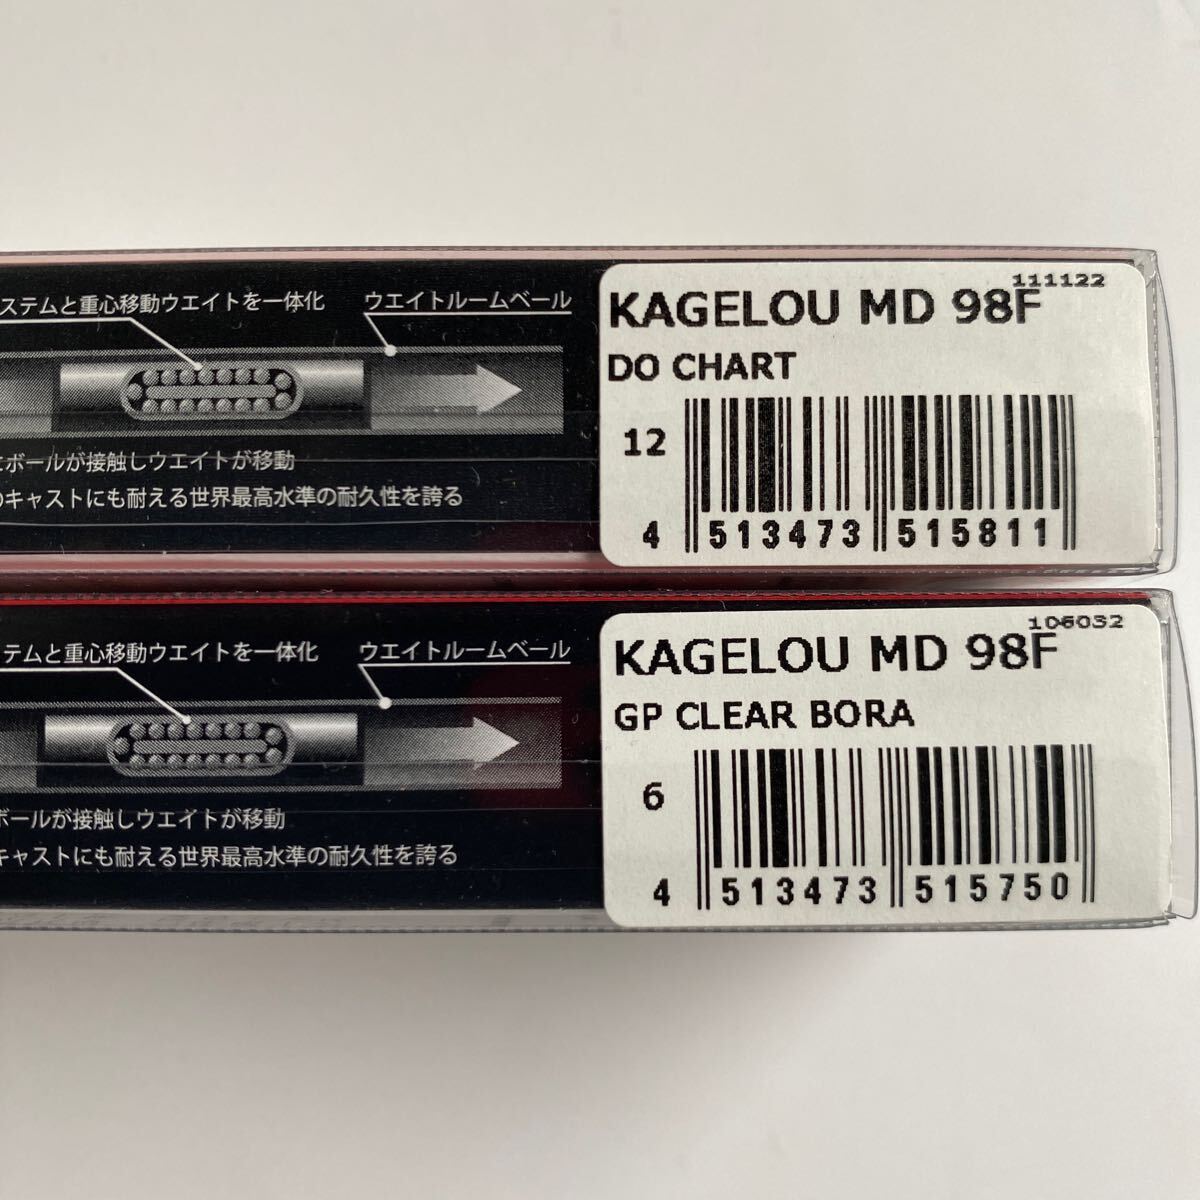 ステムと重心移動ウエイトを一体化
ウエイトルームベール
ボールが接触しウエイトが移動
のキャストにも耐える世界最高水準の耐久性を誇る
111122
KAGELOU MD 98F
DO CHART
12
4 513473 515811
テムと重心移動ウエイトを一体化
ウエイトルームベール
ボールが接触しウエイトが移動
キャストにも耐える世界最高水準の耐久性を誇る
106032
KAGELOU MD 98F
GP CLEAR BORA
6
4 513473 515750